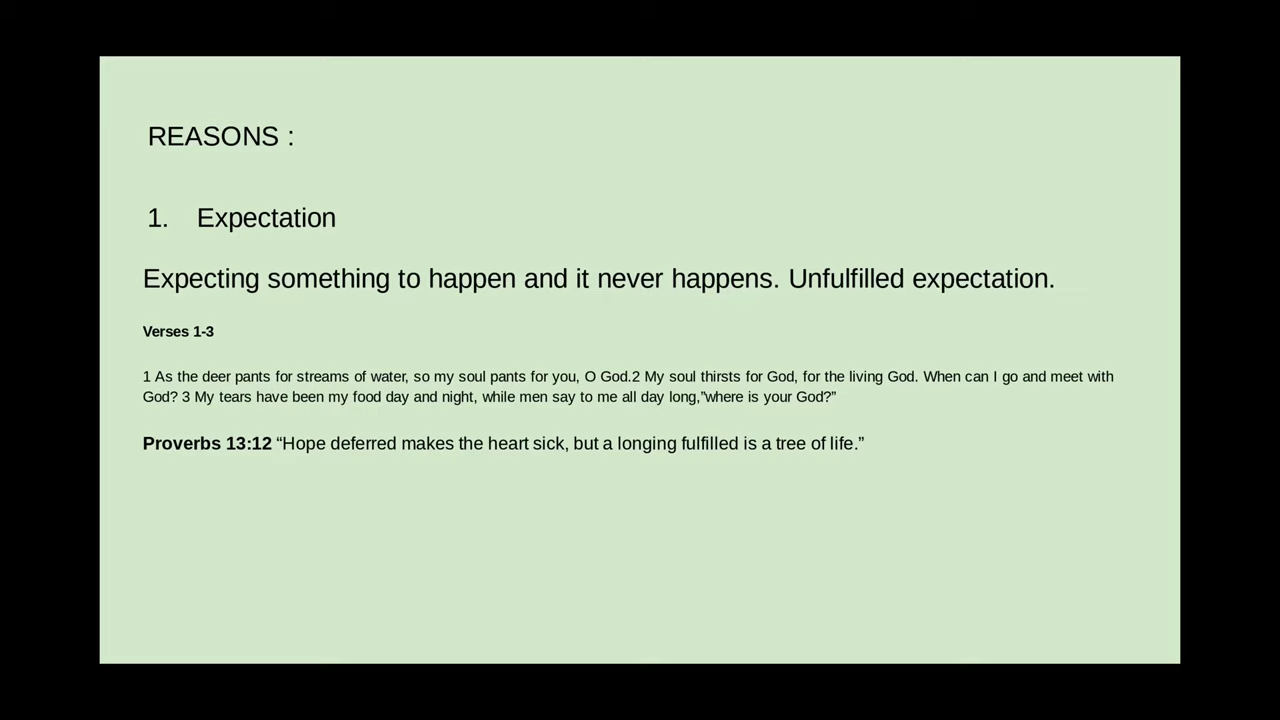 REASONS :
1. Expectation
Expecting something to happen and it never happens. Unfulfilled expectation.
Verses 1-3
1 As the deer pants for streams of water, so my soul pants for you, O God.2 My soul thirsts for God, for the living God. When can I go and meet with
God? 3 My tears have been my food day and night, while men say to me all day long,”where is your God?”
Proverbs 13:12 “Hope deferred makes the heart sick, but a longing fulfilled is a tree of life.”